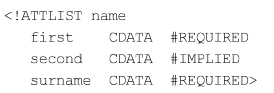 <!ATTLIST name
first CDATA #REQUIRED
second CDATA #IMPLIED
surname CDATA #REQUIRED>